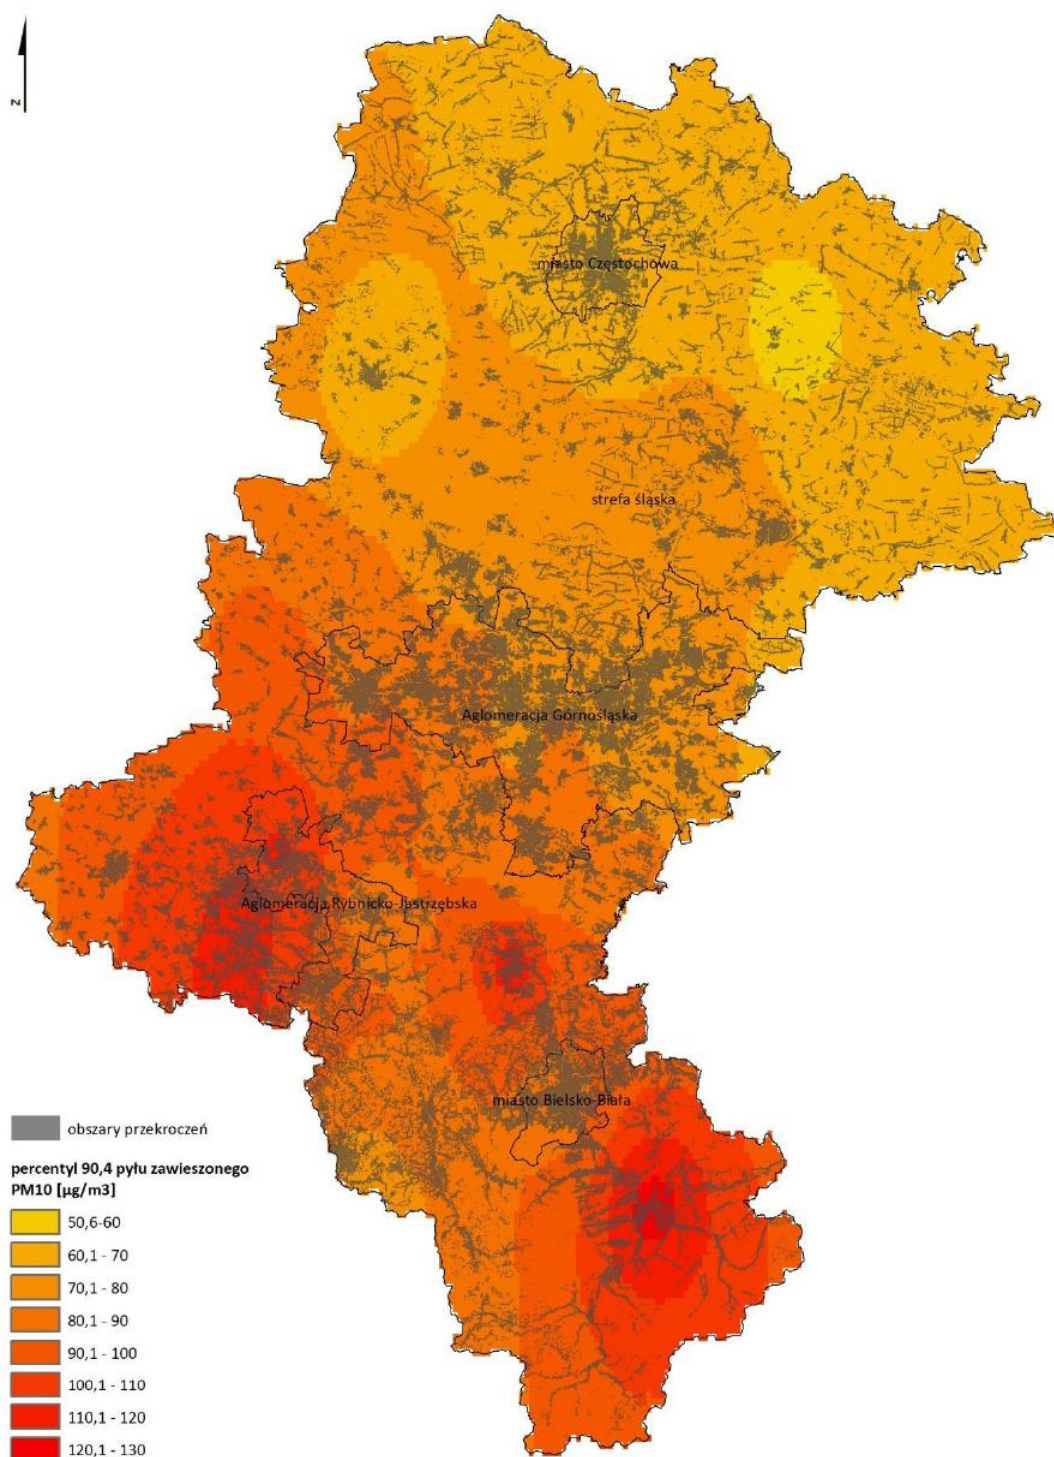 z
miasto Częstochowa
strefa śląska
Aglomeracja Górnośląska
Aglomeracja Rybnicko-Jastrzębska
miasto Bielsko-Biała
obszary przekroczeń
percentyl 90,4 pyłu zawieszonego
PM10 [µg/m3]
50,6-60
60,1 - 70
70,1 - 80
80,1 - 90
90,1 - 100
100,1 - 110
110,1 - 120
120,1 - 130